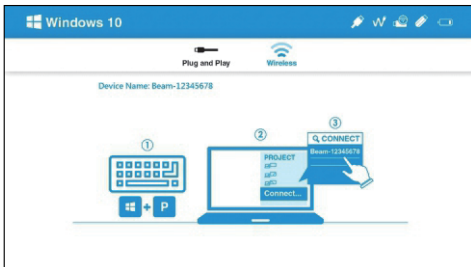 Windows 10
Plug and Play
Wireless
Device Name: Beam-12345678
①
②
③
CONNECT
Beam-12345678
PROJECT
Connect...
+ P